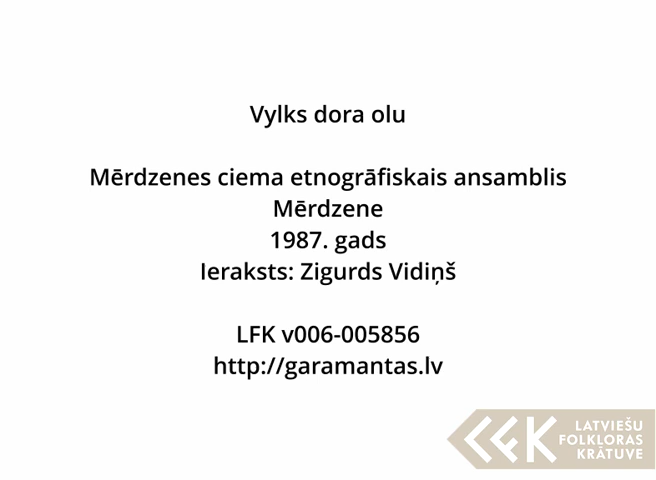 Vylks dora olu
Mērdzenes ciema etnogrāfiskais ansamblis
Mērdzene
1987. gads
Ieraksts: Zigurds Vidiņš
LFK v006-005856
http://garamantas.lv
LFK
LATVIEŠU
FOLKLORAS
KRĀTUVE